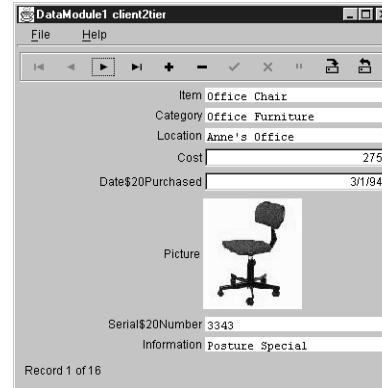 DataModule1 client2tier
File Help
Item Office Chair
Category Office Furniture
Location Anne's Office
Cost 275
Date$20Purchased 3/1/94
Picture
Serial$20Number 3343
Information Posture Special
Record 1 of 16